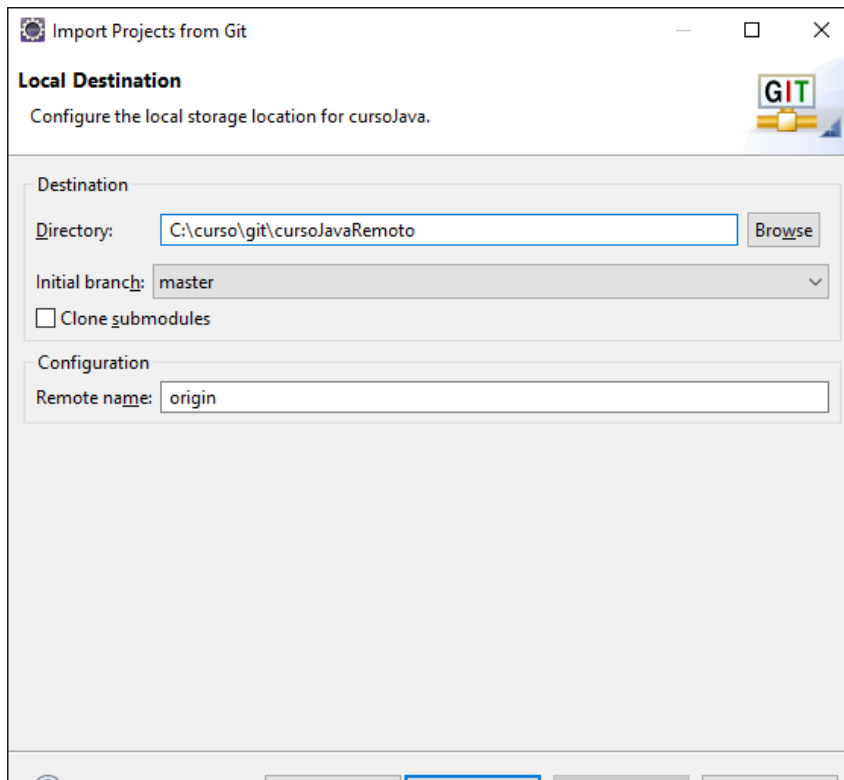 Import Projects from Git
Local Destination
Configure the local storage location for cursoJava.
GIT
Destination
Directory: C:\curso\git\cursoJavaRemoto Browse
Initial branch: master
Clone submodules
Configuration
Remote name: origin